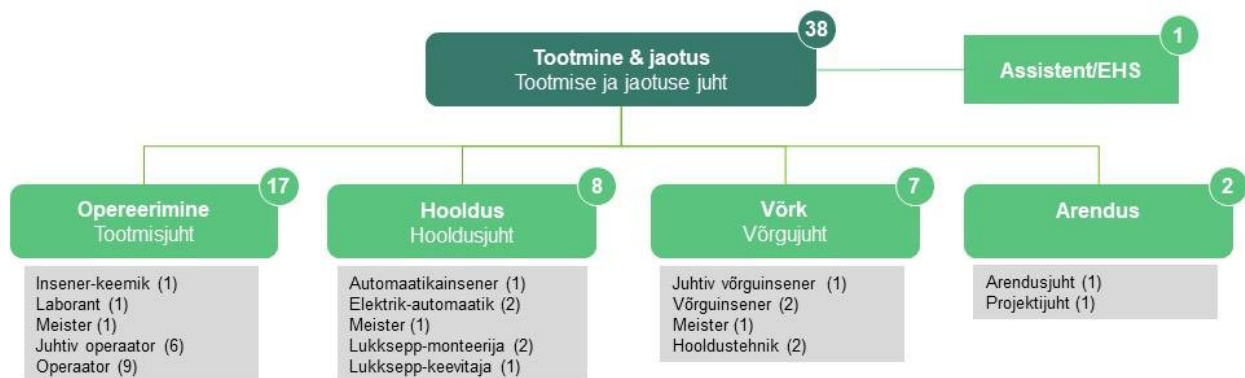 38
Tootmine & jaotus
Tootmise ja jaotuse juht
1
Assistent/EHS
17
Opereerimine
Tootmisjuht
Insener-keemik (1)
Laborant (1)
Meister (1)
Juhtiv operaator (6)
Operaator (9)
8
Hooldus
Hooldusjuht
Automaatikainsener (1)
Elektrik-automaatik (2)
Meister (1)
Lukksepp-monteerija (2)
Lukksepp-keevitaja (1)
7
Võrk
Võrgujuht
Juhtiv võrguinsener (1)
Võrguinsener (2)
Meister (1)
Hooldustehnik (2)
2
Arendus
Arendusjuht (1)
Projektijuht (1)